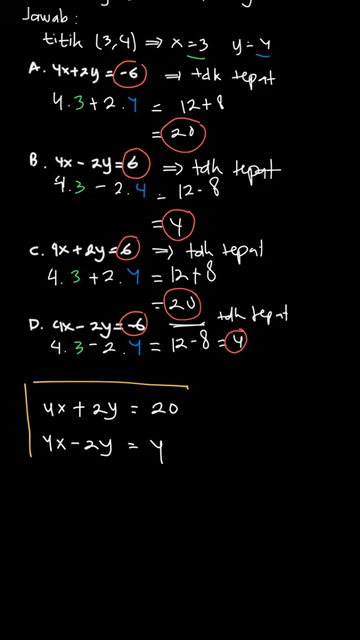 Jawab:
titik (3,4) ⇒ x=3 y=4
A. 4x+2y = -6 ⇒ tdk tepat
4.3+2.4 = 12+8
= 20
B. 4x-2y = 6 ⇒ tdk tepat
4.3-2.4 = 12-8
= 4
C. 4x+2y = 6 ⇒ tdk tepat
4.3+2.4 = 12+8
= 20
D. 4x-2y = -6 tdk tepat
4.3-2.4 = 12-8 = 4
4x+2y = 20
4x-2y = 4